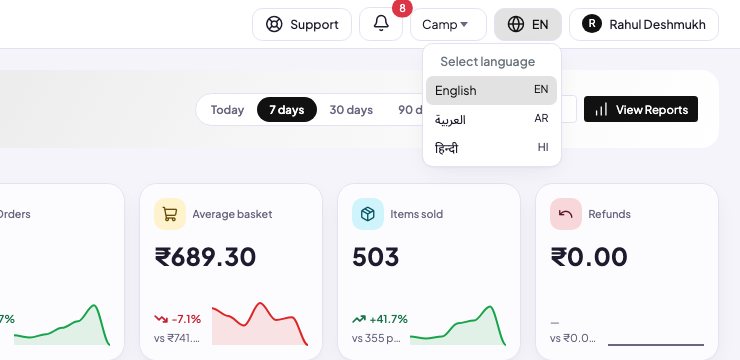 Support
8
Camp
EN
R
Rahul Deshmukh
Select language
English EN
العربية AR
हिन्दी HI
Today
7 days
30 days
90 d
View Reports
Orders
7%
Average basket
₹689.30
-7.1%
vs ₹741....
Items sold
503
+41.7%
vs 355 p...
Refunds
₹0.00
—
vs ₹0.0...